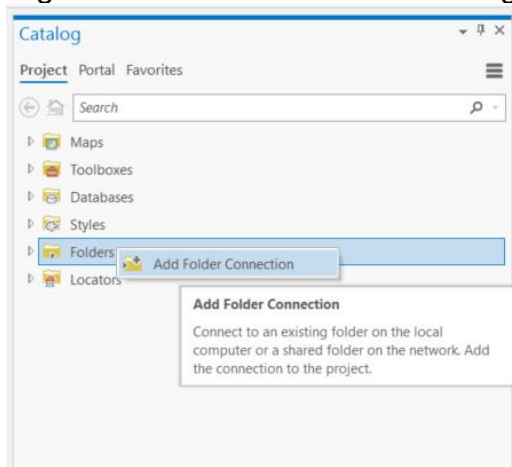 Catalog
Project Portal Favorites
Search
Maps
Toolboxes
Databases
Styles
Folders
Add Folder Connection
Locators
Add Folder Connection
Connect to an existing folder on the local
computer or a shared folder on the network. Add
the connection to the project.